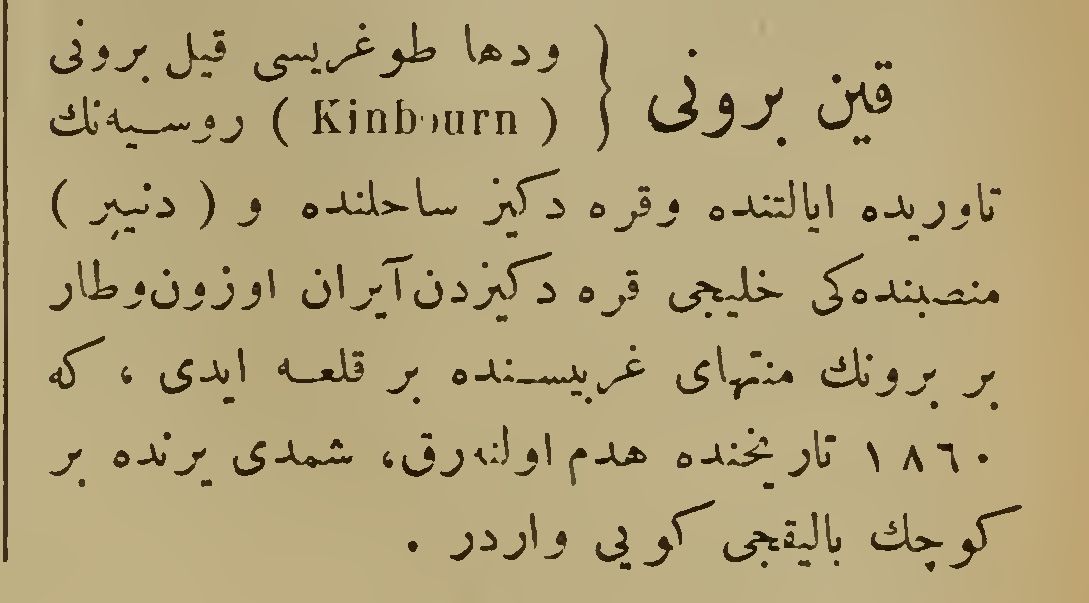 قین برونی { ودها طوغریسی قیل برونی
( Kinbourn ) روسیه‌نك
تاوریده ایالتنده وقره دکیز ساحلنده و ( دنیپر )
منصبنده‌کی خلیجی قره دکیزدن آیران اوزون وطار
بر برونك منتهای غربیسنده بر قلعه ایدی ، که
١٨٦٠ تاریخنده هدم اولنه‌رق، شمدی یرنده بر
کوچك بالیقجی کویی واردر .